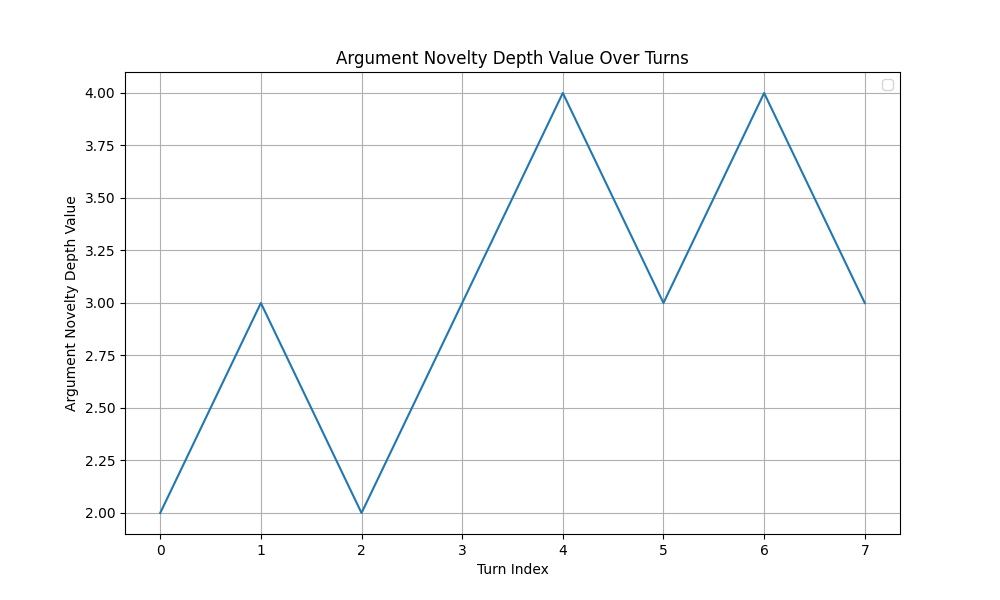 Argument Novelty Depth Value Over Turns
4.00
3.75
3.50
3.25
3.00
2.75
2.50
2.25
2.00
Argument Novelty Depth Value
0 1 2 3 4 5 6 7
Turn Index